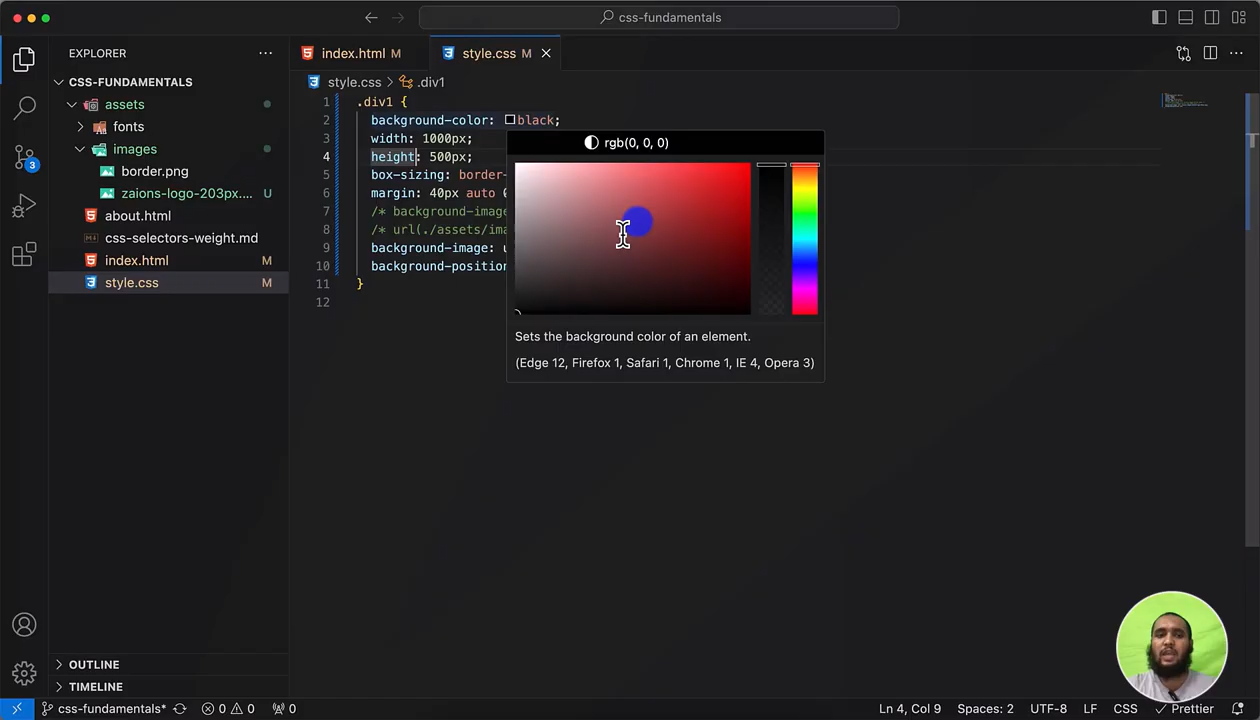 css-fundamentals
EXPLORER
index.html M
style.css M
CSS-FUNDAMENTALS
style.css > .div1
assets
fonts
images
border.png
zaions-logo-203px.... U
about.html
css-selectors-weight.md
index.html M
style.css M
1 .div1 {
2 background-color: black;
3 width: 1000px;
4 height: 500px;
5 box-sizing: border-
6 margin: 40px auto
7 /* background-image
8 /* url(./assets/ima
9 background-image:
10 background-position
11 }
12
rgb(0, 0, 0)
Sets the background color of an element.
(Edge 12, Firefox 1, Safari 1, Chrome 1, IE 4, Opera 3)
3
OUTLINE
TIMELINE
css-fundamentals* 0 0 0
Ln 4, Col 9 Spaces: 2 UTF-8 LF CSS Prettier